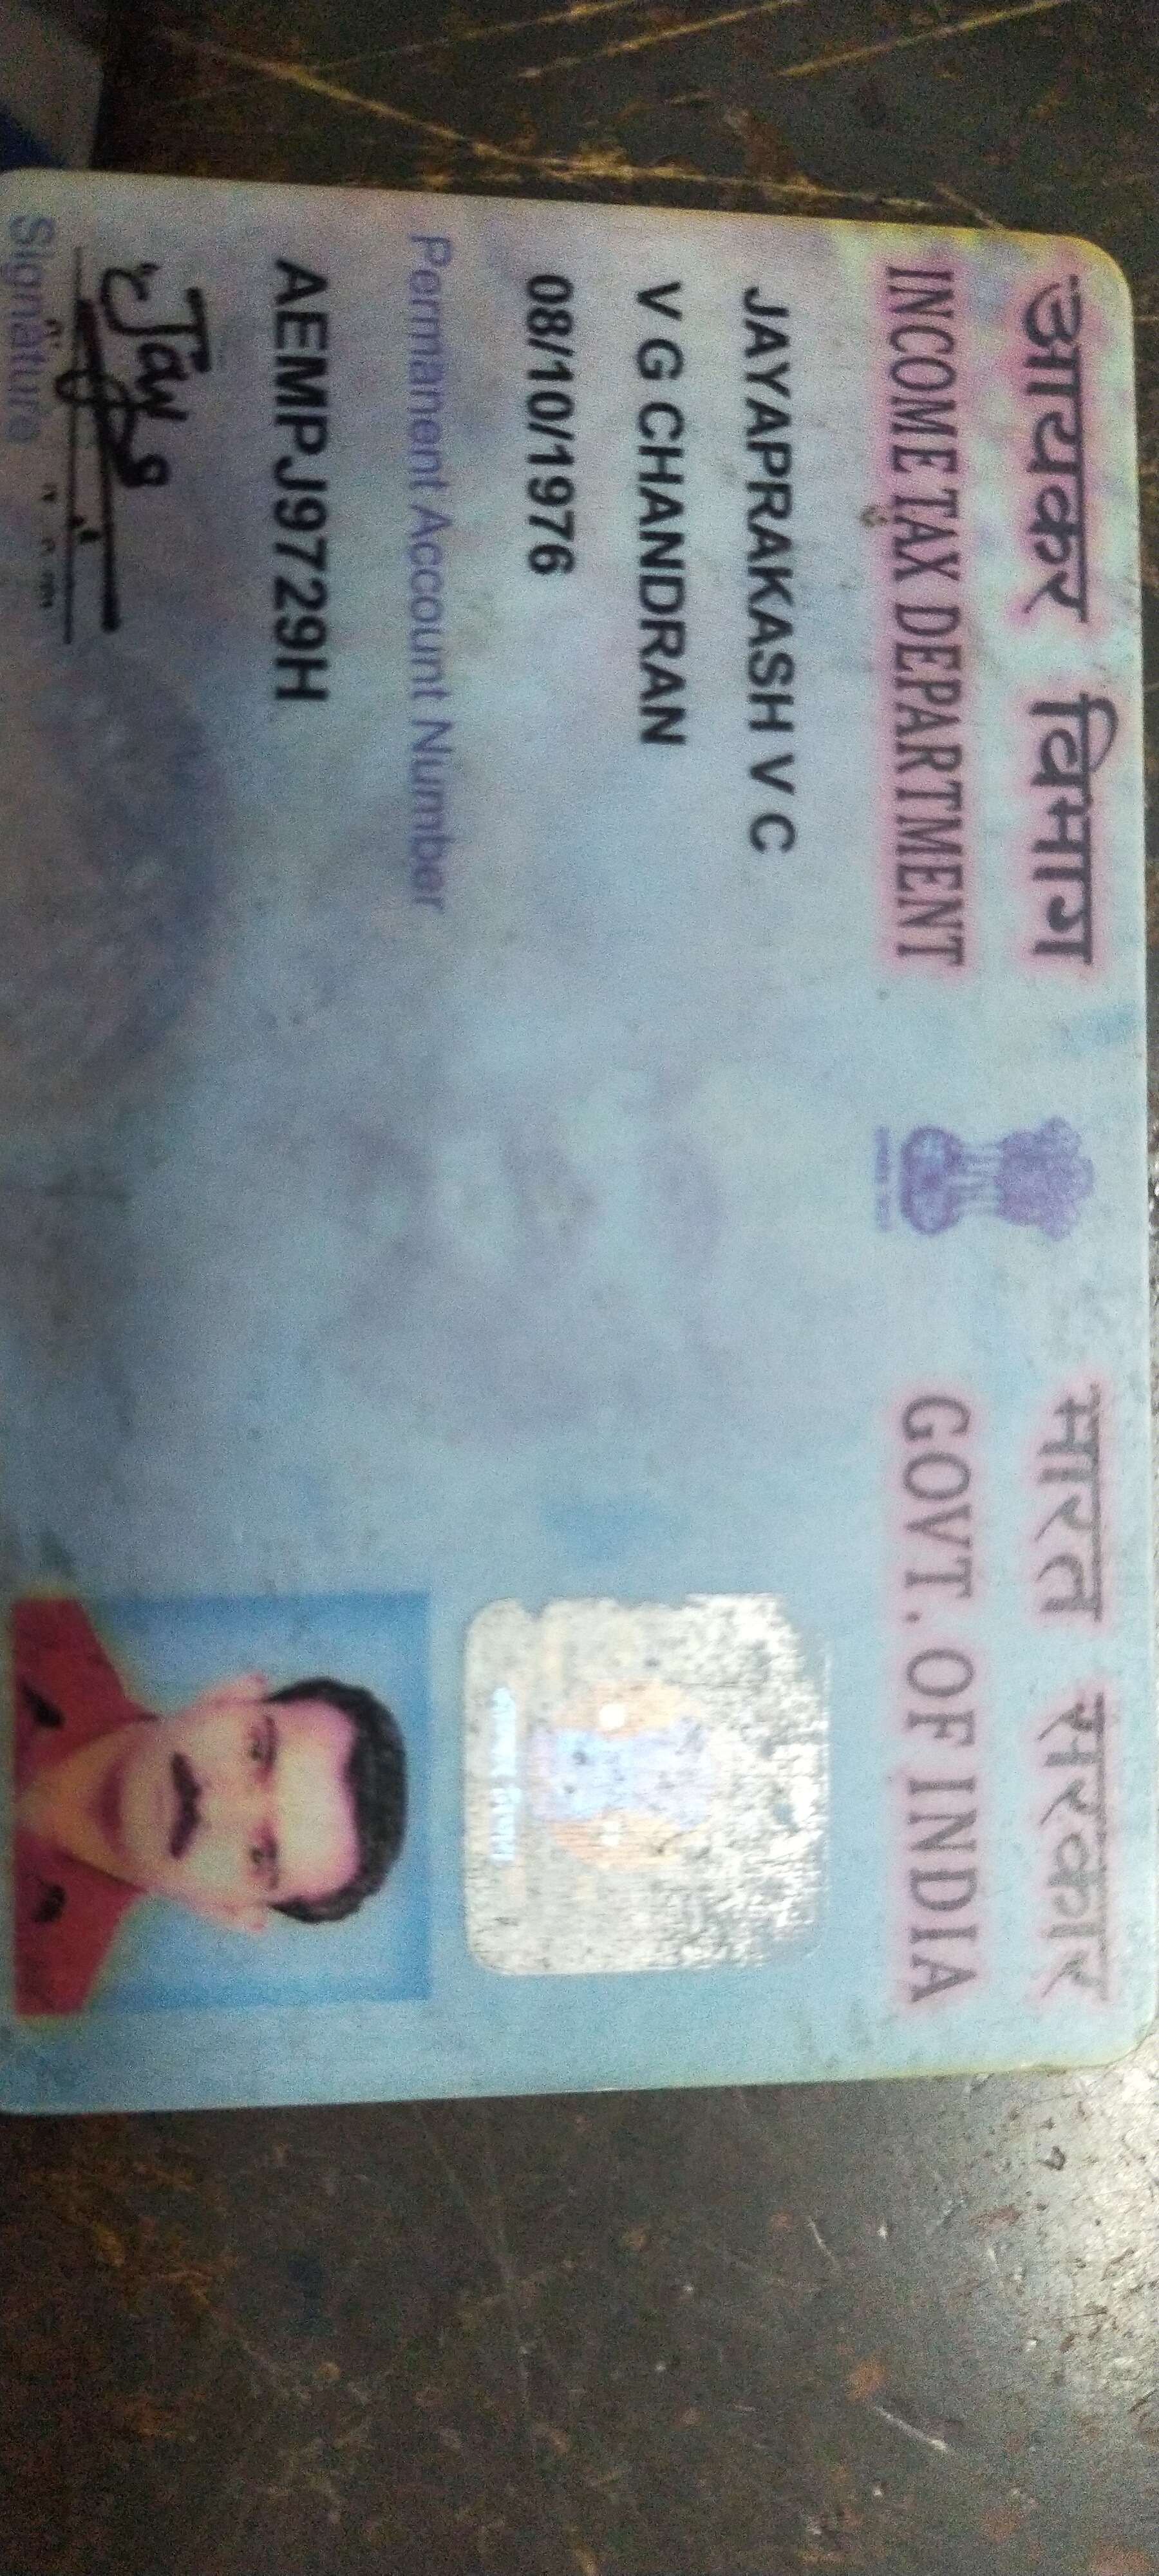 आयकर विभाग
INCOME TAX DEPARTMENT
भारत सरकार
GOVT. OF INDIA
JAYAPRAKASH V C
V G CHANDRAN
08/10/1976
Permanent Account Number
AEMPJ9729H
Signature